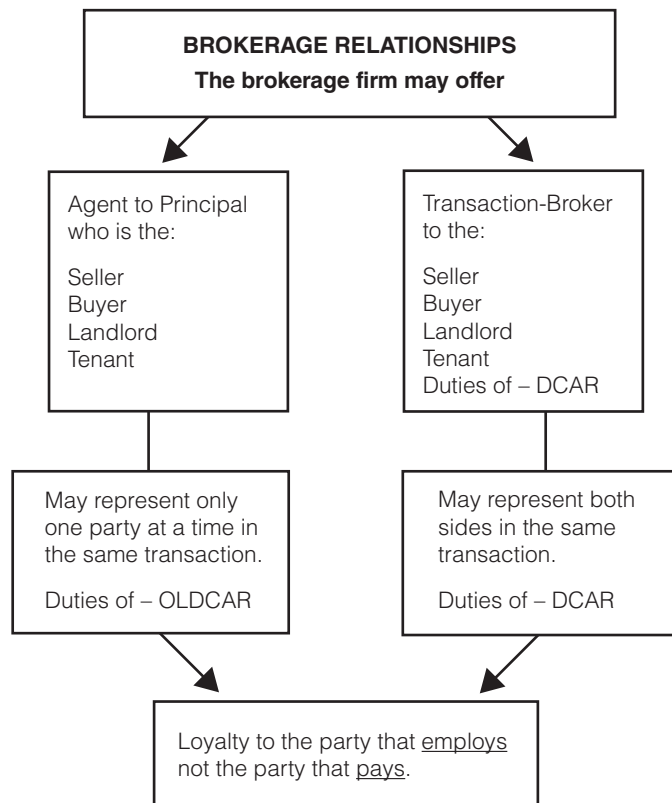 BROKERAGE RELATIONSHIPS
The brokerage firm may offer
Agent to Principal
who is the:
Seller
Buyer
Landlord
Tenant
Transaction-Broker
to the:
Seller
Buyer
Landlord
Tenant
Duties of – DCAR
May represent only
one party at a time in
the same transaction.
Duties of – OLDCAR
May represent both
sides in the same
transaction.
Duties of – DCAR
Loyalty to the party that employs
not the party that pays.